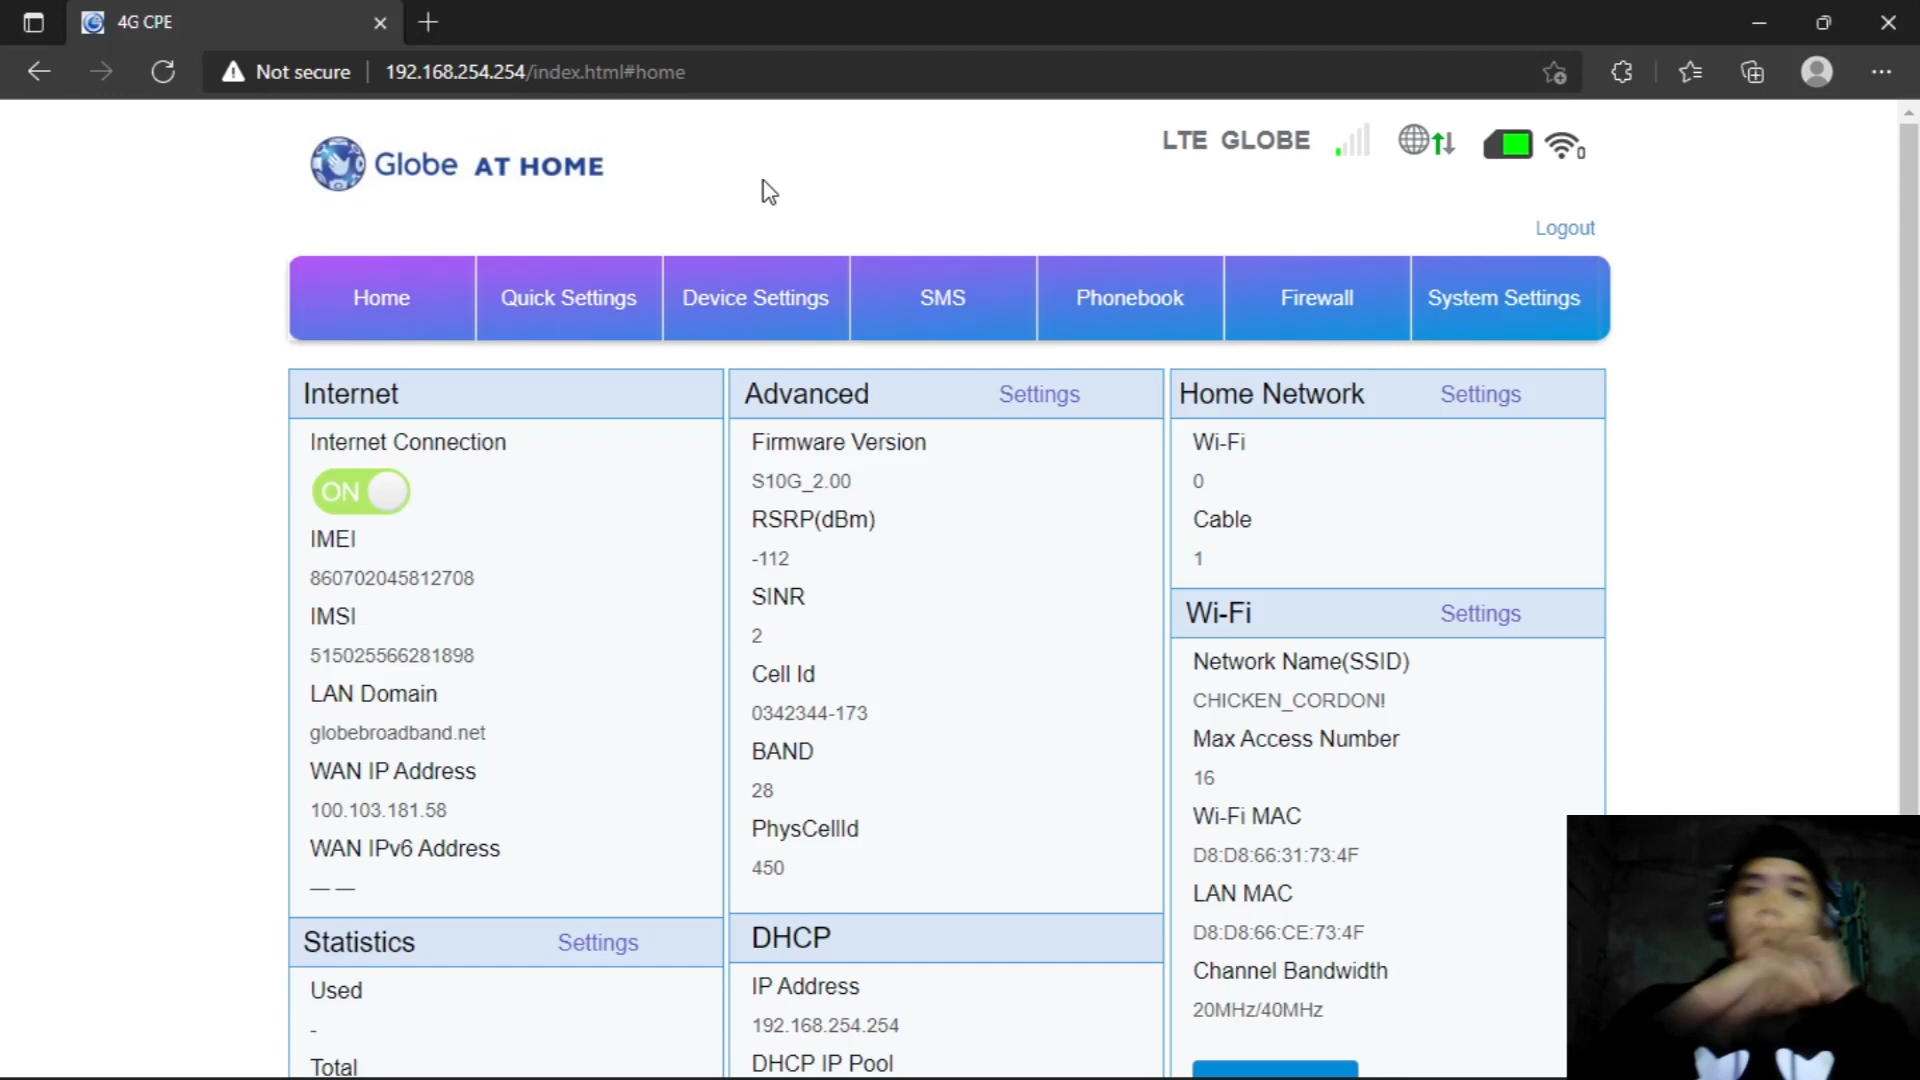 4G CPE
Not secure
192.168.254.254/index.html#home
Globe AT HOME
LTE GLOBE
0
Logout
Home
Quick Settings
Device Settings
SMS
Phonebook
Firewall
System Settings
Internet
Internet Connection
ON
IMEI
860702045812708
IMSI
515025566281898
LAN Domain
globebroadband.net
WAN IP Address
100.103.181.58
WAN IPv6 Address
— —
Statistics Settings
Used
-
Total
Advanced Settings
Firmware Version
S10G_2.00
RSRP(dBm)
-112
SINR
2
Cell Id
0342344-173
BAND
28
PhysCellId
450
DHCP
IP Address
192.168.254.254
DHCP IP Pool
Home Network Settings
Wi-Fi
0
Cable
1
Wi-Fi Settings
Network Name(SSID)
CHICKEN_CORDON!
Max Access Number
16
Wi-Fi MAC
D8:D8:66:31:73:4F
LAN MAC
D8:D8:66:CE:73:4F
Channel Bandwidth
20MHz/40MHz